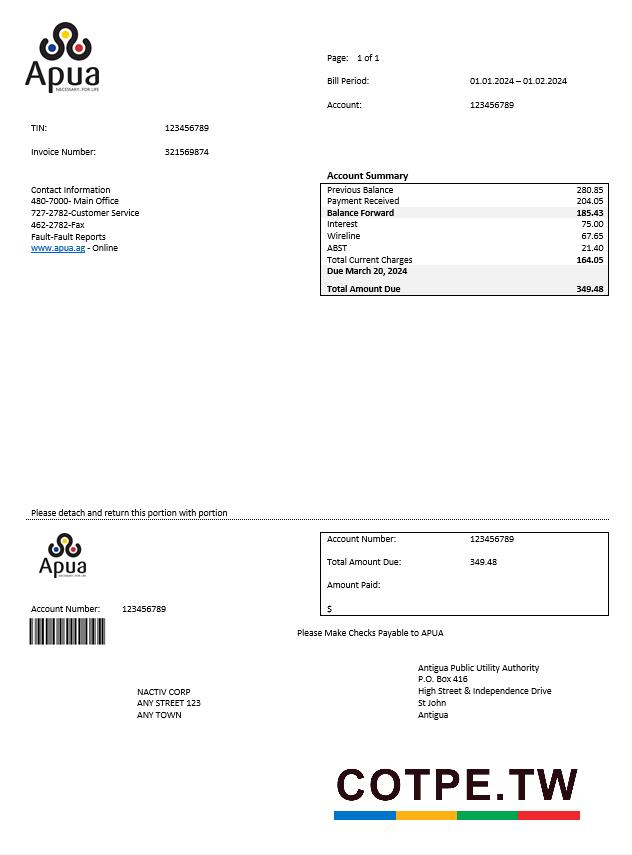 Apua
NECESSARY...FOR LIFE
Page: 1 of 1
Bill Period: 01.01.2024 – 01.02.2024
Account: 123456789
TIN: 123456789
Invoice Number: 321569874
Contact Information
480-7000- Main Office
727-2782-Customer Service
462-2782-Fax
Fault-Fault Reports
www.apua.ag - Online
Account Summary
Previous Balance 280.85
Payment Received 204.05
Balance Forward 185.43
Interest 75.00
Wireline 67.65
ABST 21.40
Total Current Charges 164.05
Due March 20, 2024
Total Amount Due 349.48
Please detach and return this portion with portion
Apua
NECESSARY...FOR LIFE
Account Number: 123456789
Account Number: 123456789
Total Amount Due: 349.48
Amount Paid:
$
Please Make Checks Payable to APUA
NACTIV CORP
ANY STREET 123
ANY TOWN
Antigua Public Utility Authority
P.O. Box 416
High Street & Independence Drive
St John
Antigua
COTPE.TW